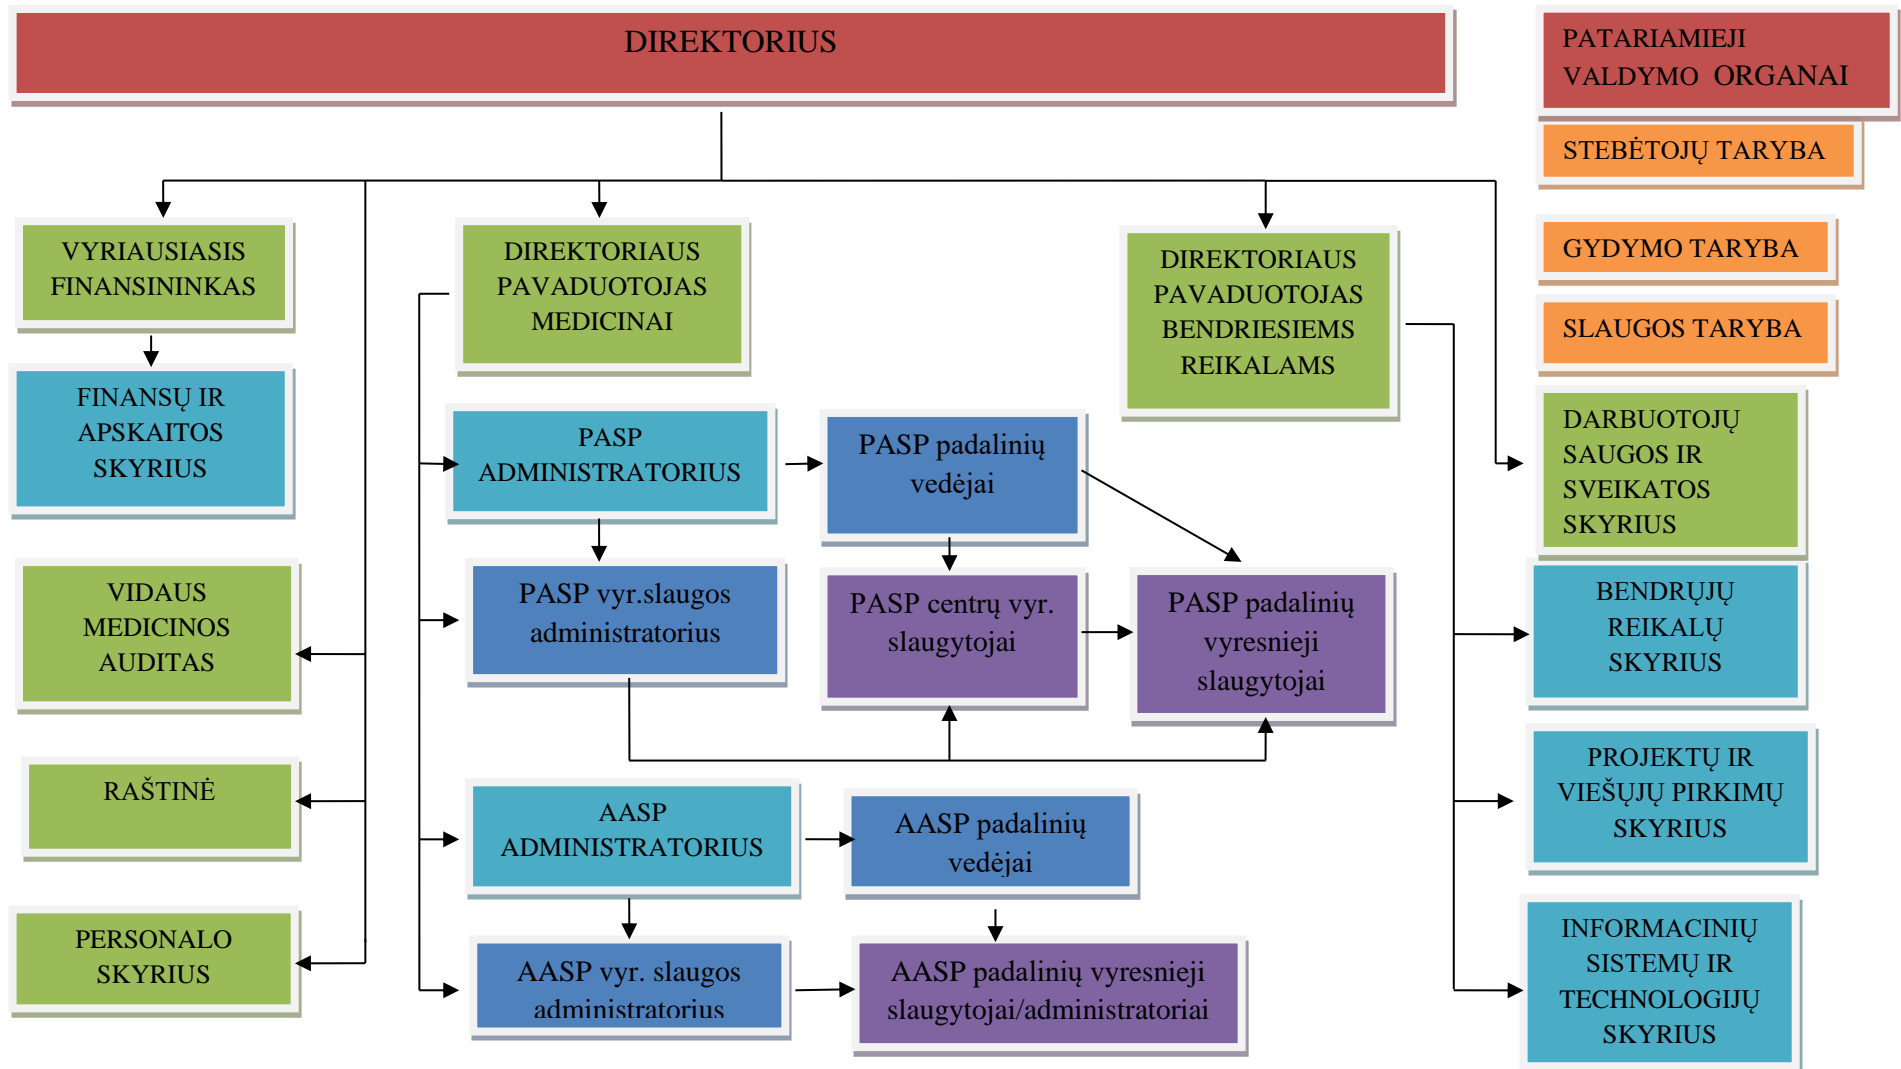 DIREKTORIUS
PATARIAMIEJI
VALDYMO ORGANAI
STEBĖTOJŲ TARYBA
GYDYMO TARYBA
SLAUGOS TARYBA
VYRIAUSIASIS
FINANSININKAS
DIREKTORIAUS
PAVADUOTOJAS
MEDICINAI
DIREKTORIAUS
PAVADUOTOJAS
BENDRIESIEMS
REIKALAMS
FINANSŲ IR
APSKAITOS
SKYRIUS
PASP
ADMINISTRATORIUS
PASP padalinių
vedėjai
DARBUOTOJŲ
SAUGOS IR
SVEIKATOS
SKYRIUS
VIDAUS
MEDICINOS
AUDITAS
PASP vyr.slaugos
administratorius
PASP centrų vyr.
slaugytojai
PASP padalinių
vyresnieji
slaugytojai
BENDRŲJŲ
REIKALŲ
SKYRIUS
RAŠTINĖ
AASP
ADMINISTRATORIUS
AASP padalinių
vedėjai
PROJEKTŲ IR
VIEŠŲJŲ PIRKIMŲ
SKYRIUS
PERSONALO
SKYRIUS
AASP vyr. slaugos
administratorius
AASP padalinių vyresnieji
slaugytojai/administratoriai
INFORMACINIŲ
SISTEMŲ IR
TECHNOLOGIJŲ
SKYRIUS